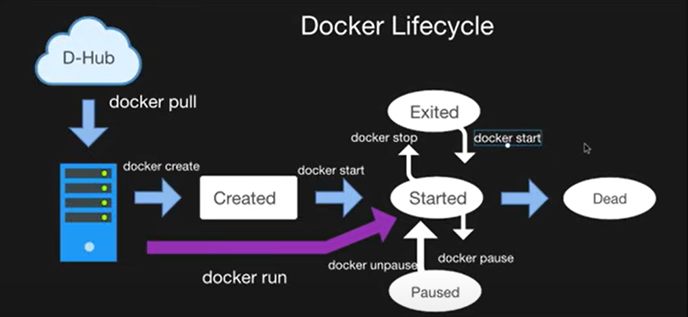 Docker Lifecycle
D-Hub
docker pull
Exited
docker stop
docker start
docker create
docker start
Created
Started
Dead
docker run
docker unpause
docker pause
Paused